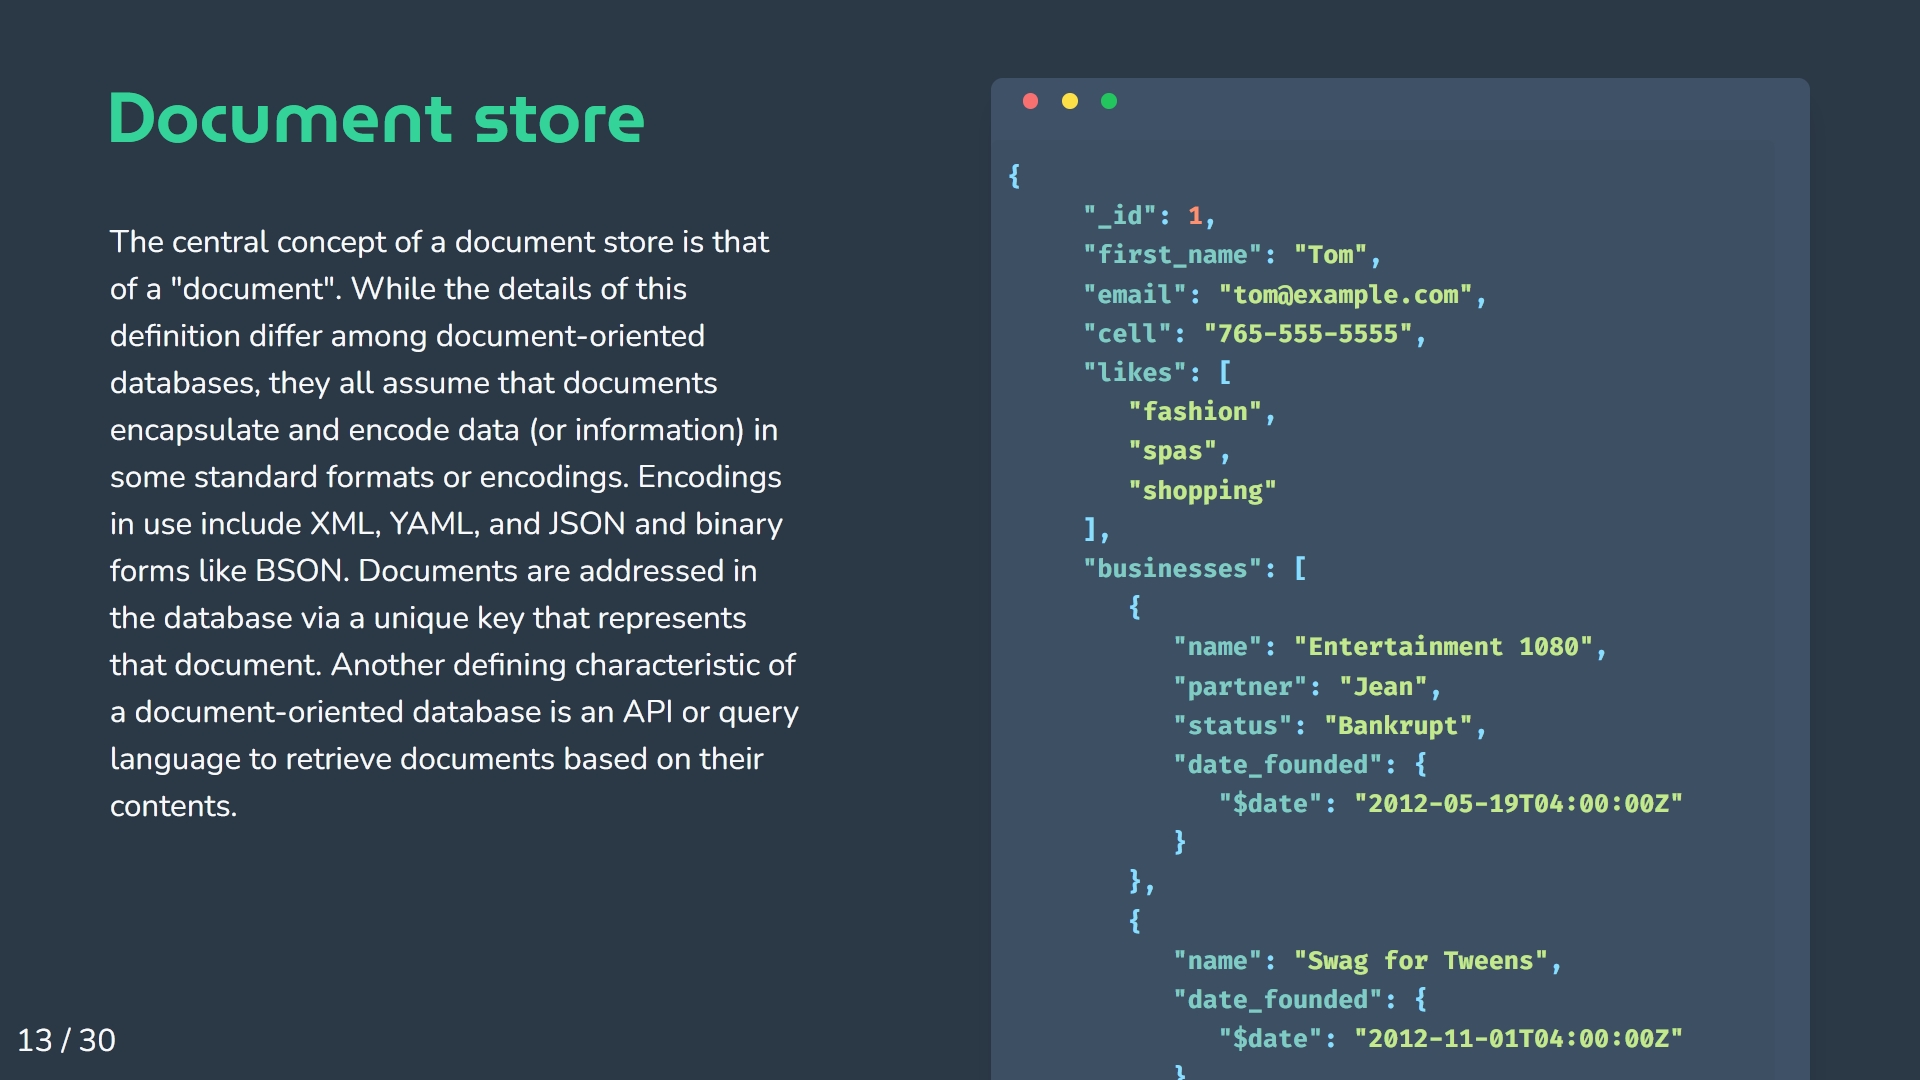 Document store
The central concept of a document store is that
of a "document". While the details of this
definition differ among document-oriented
databases, they all assume that documents
encapsulate and encode data (or information) in
some standard formats or encodings. Encodings
in use include XML, YAML, and JSON and binary
forms like BSON. Documents are addressed in
the database via a unique key that represents
that document. Another defining characteristic of
a document-oriented database is an API or query
language to retrieve documents based on their
contents.
{
"_id": 1,
"first_name": "Tom",
"email": "tom@example.com",
"cell": "765-555-5555",
"likes": [
"fashion",
"spas",
"shopping"
],
"businesses": [
{
"name": "Entertainment 1080",
"partner": "Jean",
"status": "Bankrupt",
"date_founded": {
"$date": "2012-05-19T04:00:00Z"
}
},
{
"name": "Swag for Tweens",
"date_founded": {
"$date": "2012-11-01T04:00:00Z"
}
13 / 30